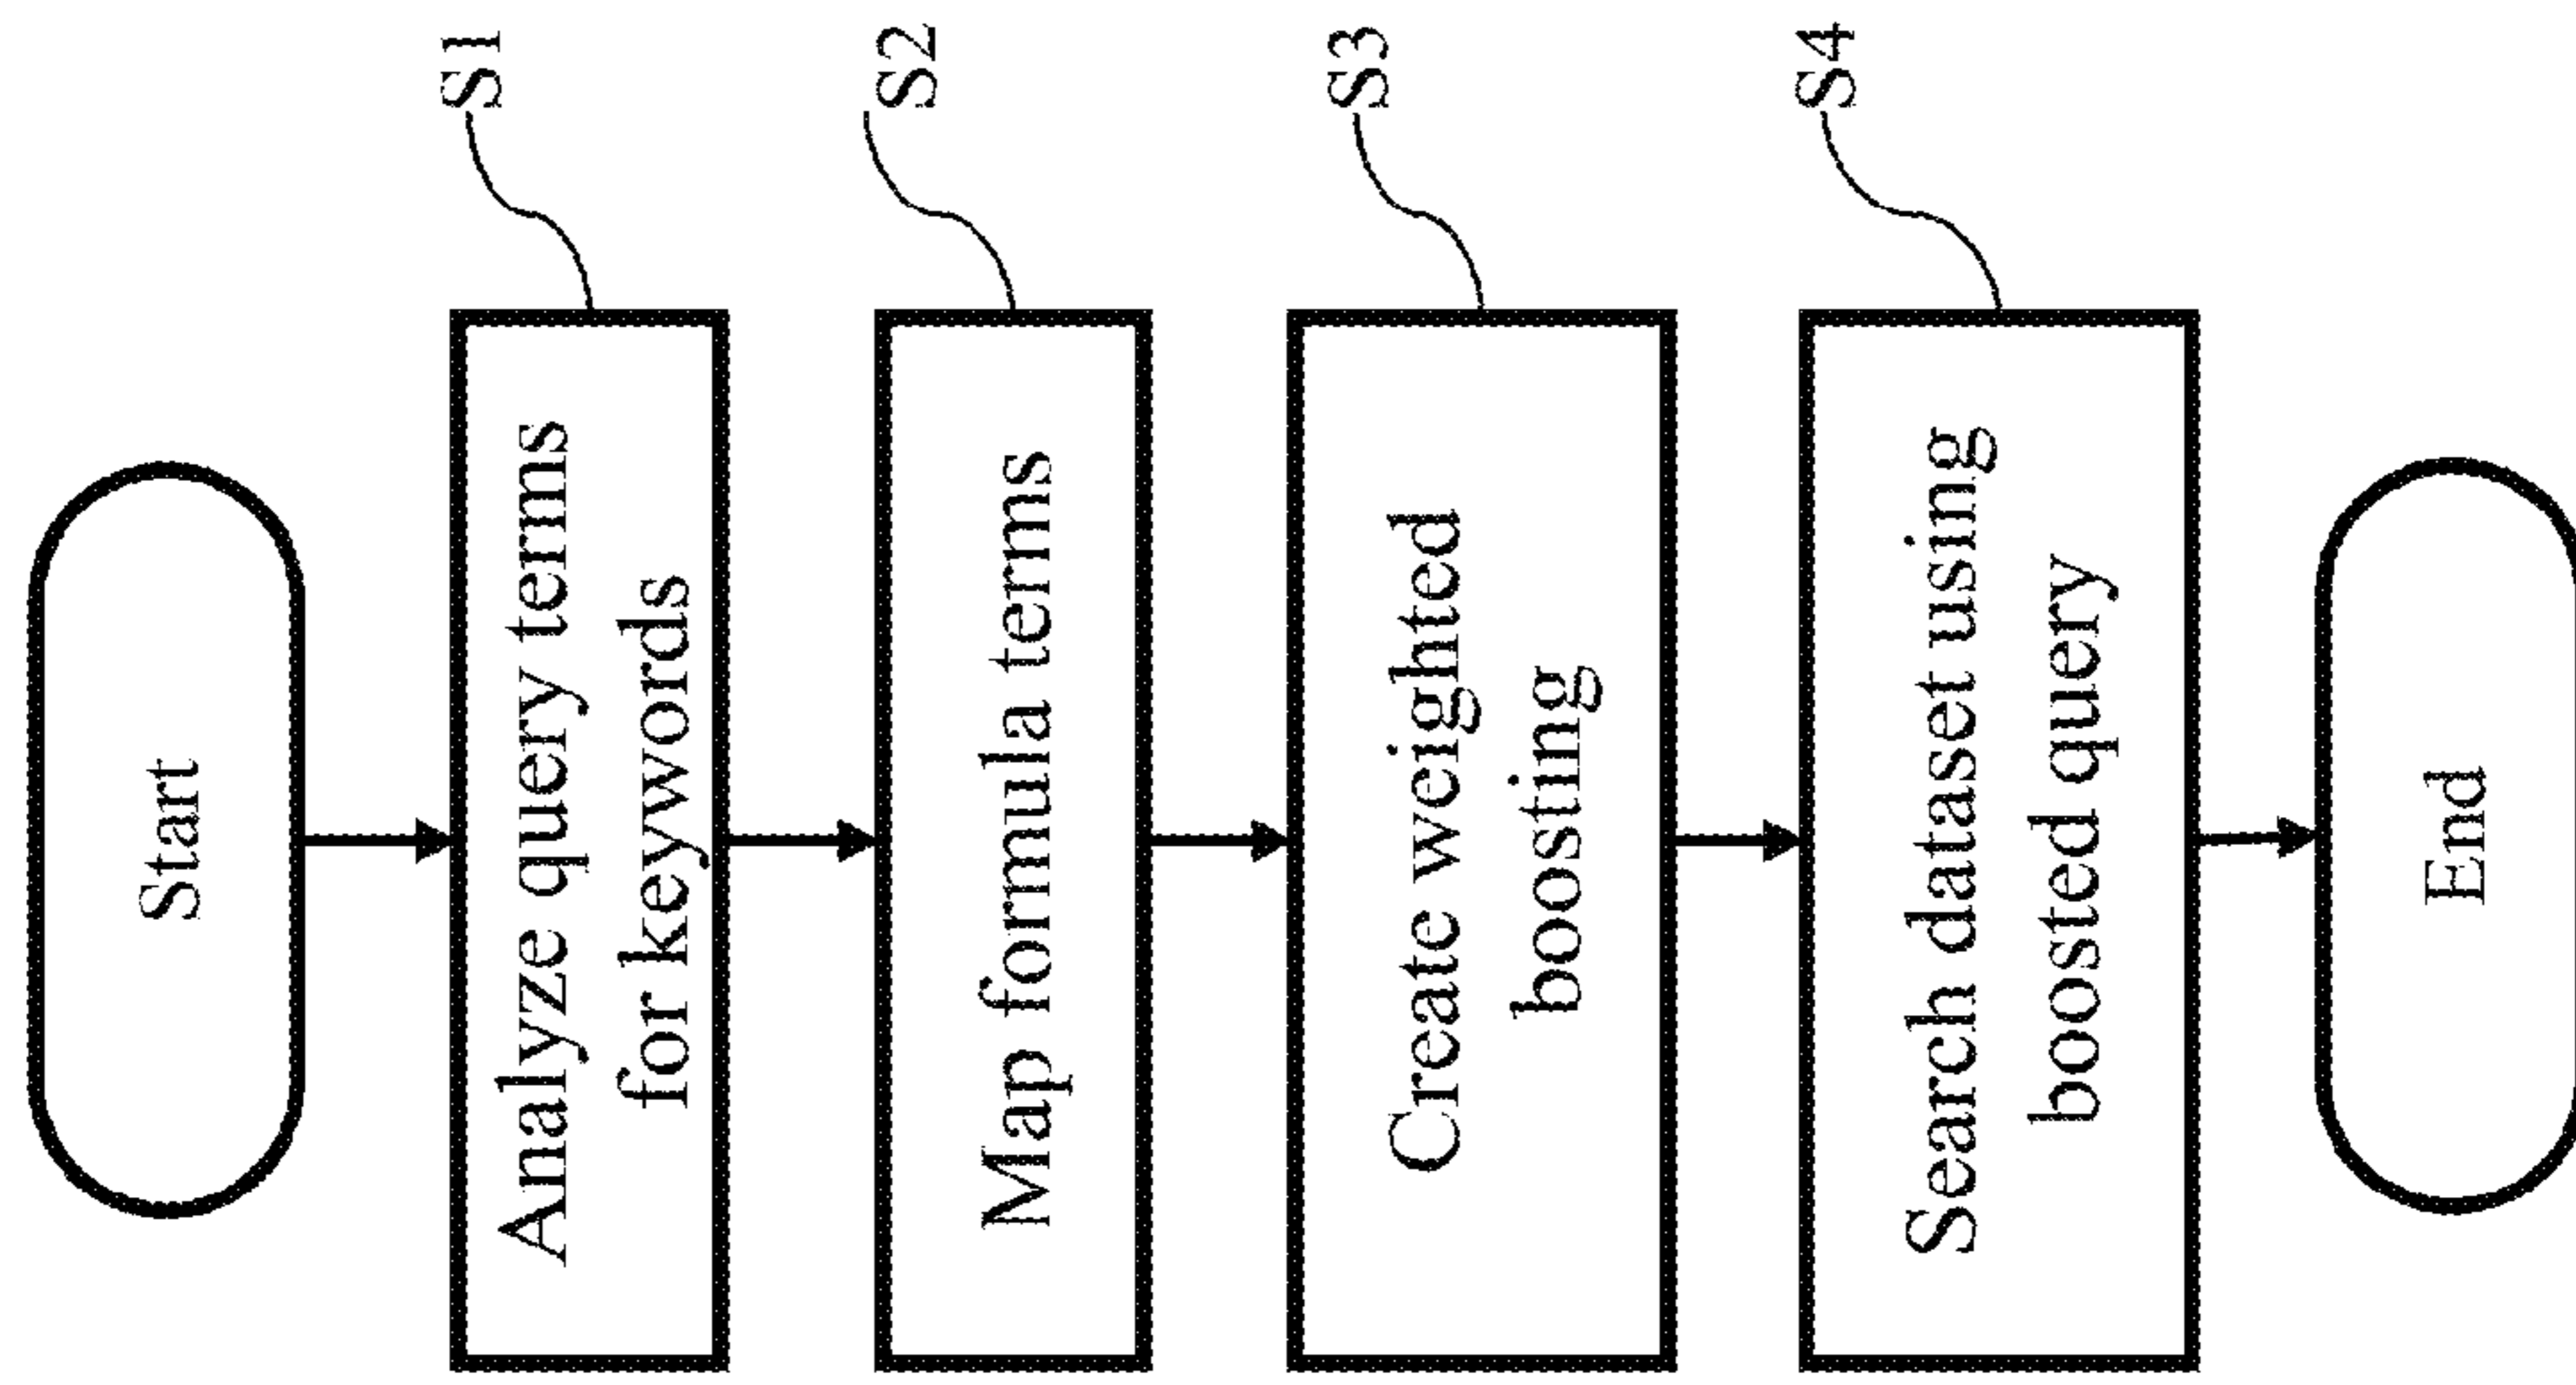 Start
S1
Analyze query terms
for keywords
S2
Map formula terms
S3
Create weighted
boosting
S4
Search dataset using
boosted query
End